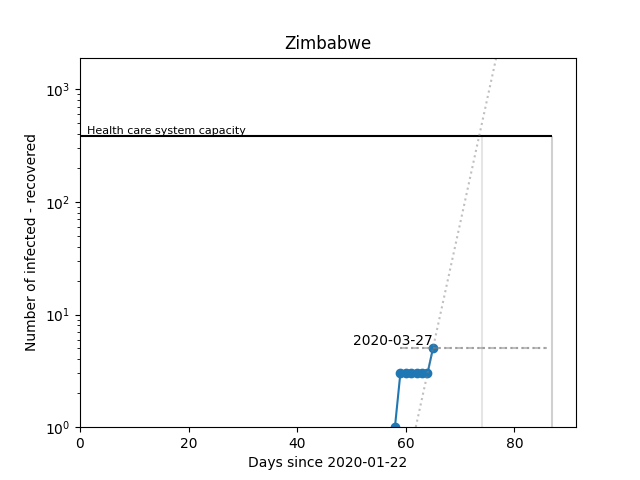 Zimbabwe
Number of infected - recovered
10³
10²
10¹
10⁰
Health care system capacity
2020-03-27
0 20 40 60 80
Days since 2020-01-22